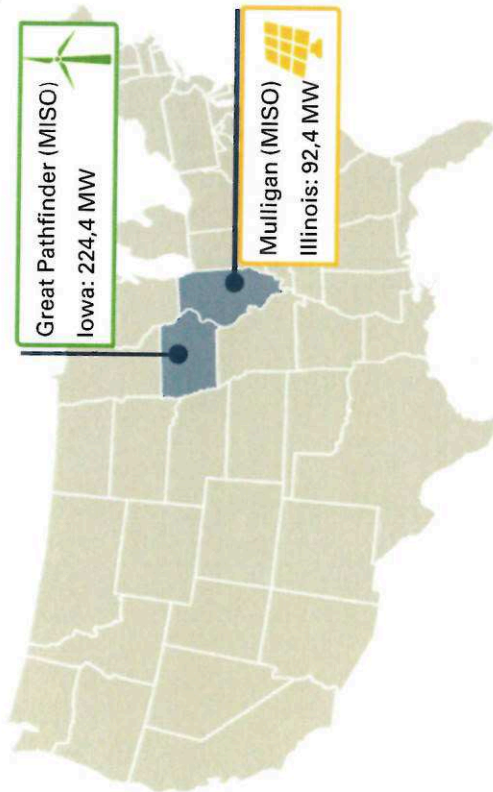 Great Pathfinder (MISO)
Iowa: 224,4 MW
Mulligan (MISO)
Illinois: 92,4 MW